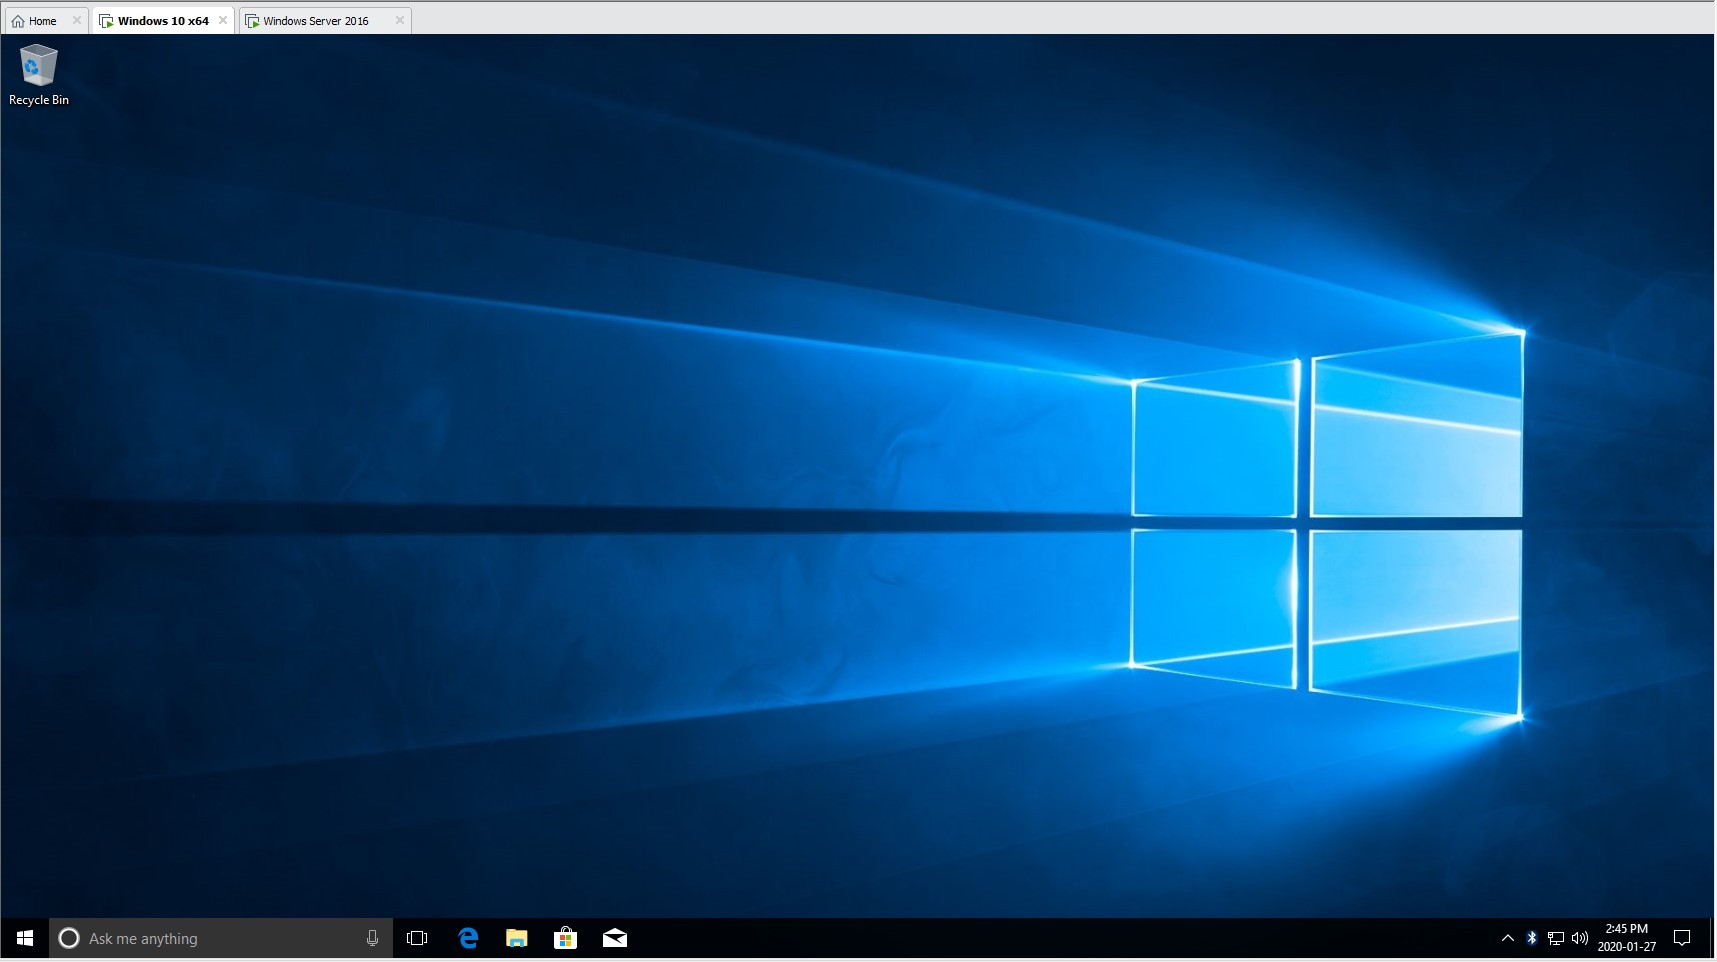 Home
Windows 10 x64
Windows Server 2016
Recycle Bin
Ask me anything
2:45 PM
2020-01-27